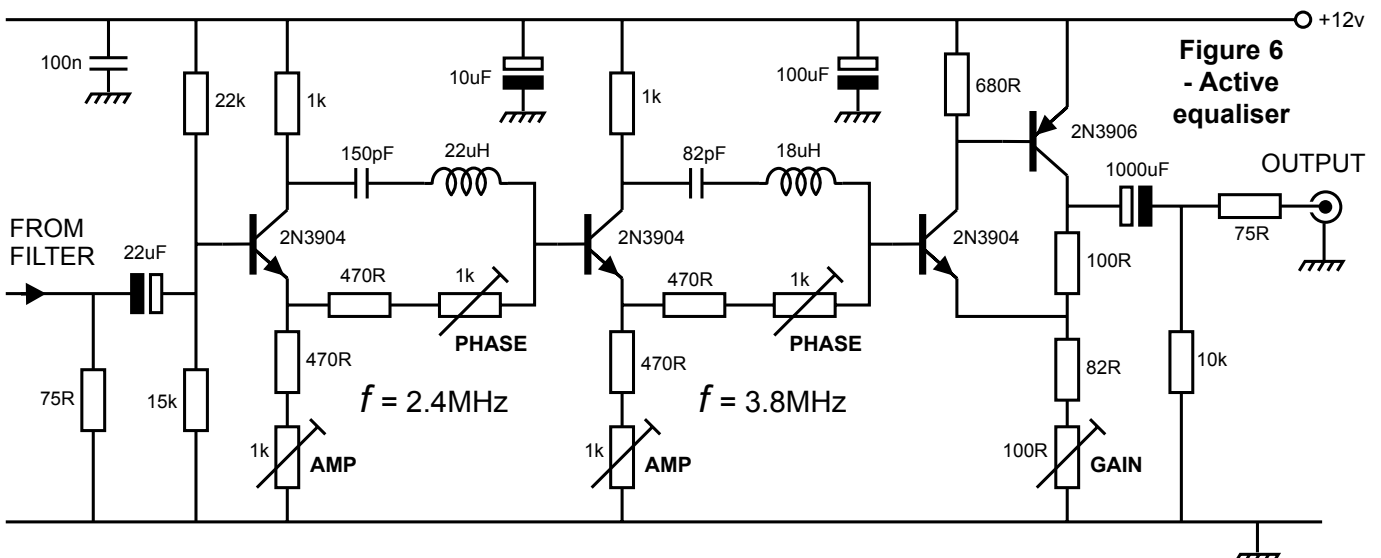 +12v
100n
22k
1k
10uF
1k
100uF
680R
Figure 6
- Active
equaliser
2N3906
150pF
22uH
82pF
18uH
1000uF
OUTPUT
FROM
FILTER
22uF
2N3904
2N3904
2N3904
75R
470R
1k
PHASE
470R
1k
PHASE
100R
75R
15k
470R
f = 2.4MHz
470R
f = 3.8MHz
82R
10k
1k
AMP
1k
AMP
100R
GAIN